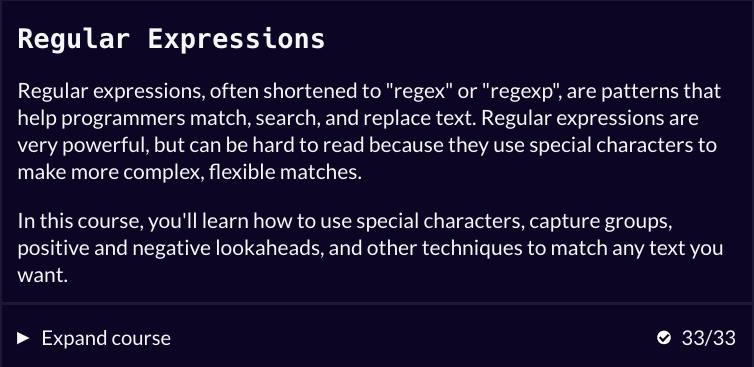 Regular Expressions
Regular expressions, often shortened to "regex" or "regexp", are patterns that
help programmers match, search, and replace text. Regular expressions are
very powerful, but can be hard to read because they use special characters to
make more complex, flexible matches.
In this course, you'll learn how to use special characters, capture groups,
positive and negative lookaheads, and other techniques to match any text you
want.
Expand course 33/33